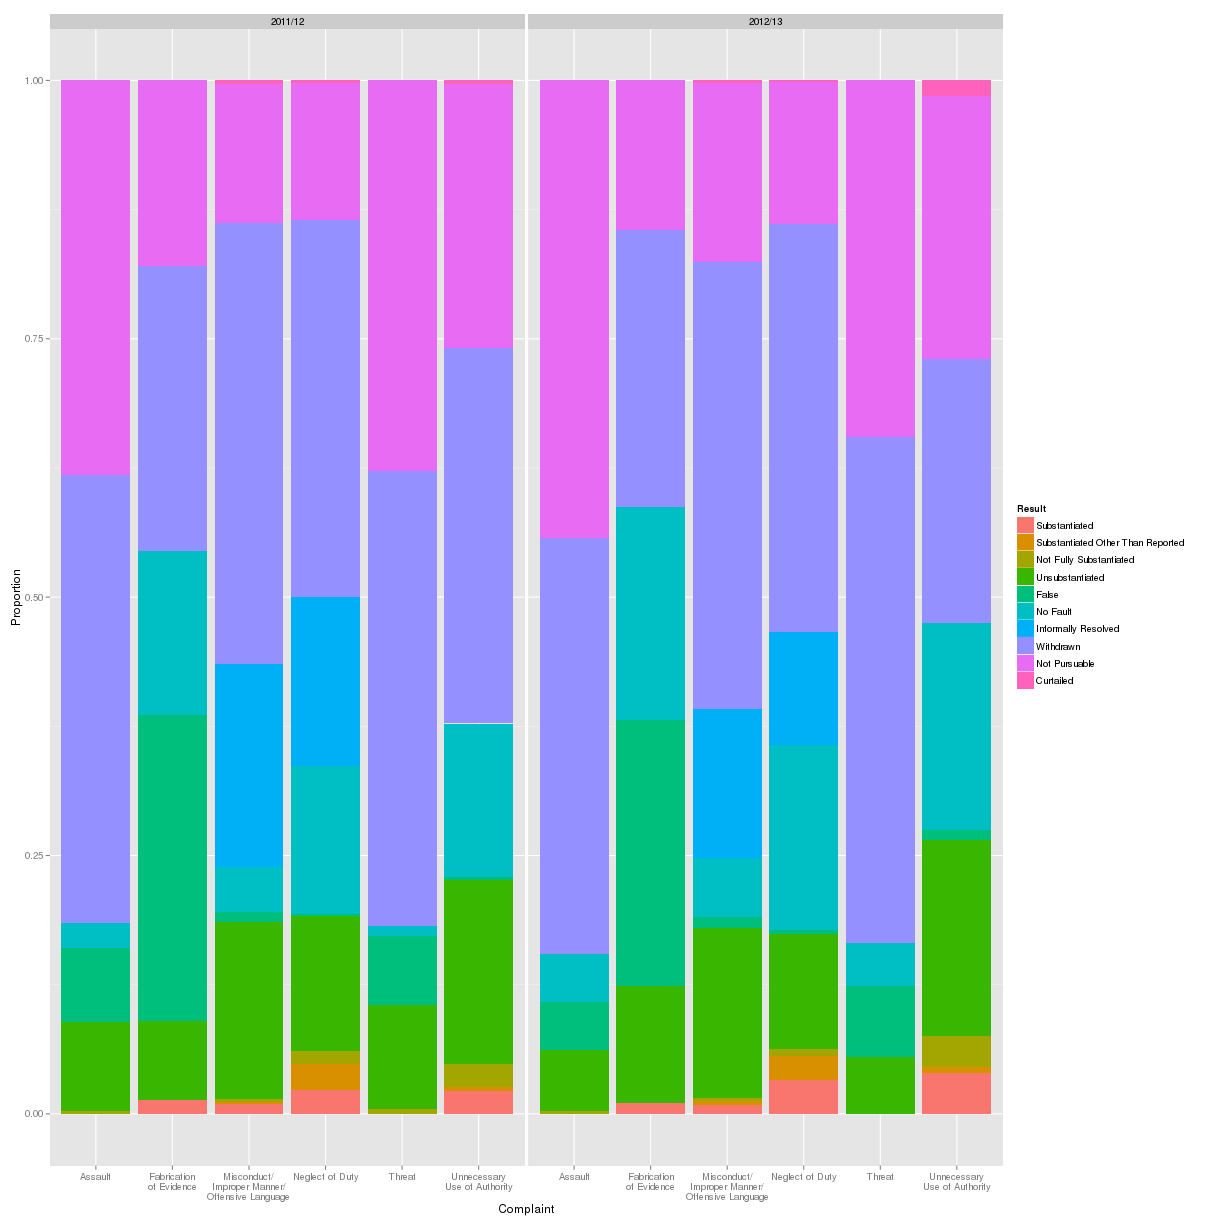 2011/12
2012/13
1.00
0.75
0.50
0.25
0.00
Proportion
Assault
Fabrication
of Evidence
Misconduct/
Improper Manner/
Offensive Language
Neglect of Duty
Threat
Unnecessary
Use of Authority
Assault
Fabrication
of Evidence
Misconduct/
Improper Manner/
Offensive Language
Neglect of Duty
Threat
Unnecessary
Use of Authority
Complaint
Result
Substantiated
Substantiated Other Than Reported
Not Fully Substantiated
Unsubstantiated
False
No Fault
Informally Resolved
Withdrawn
Not Pursuable
Curtailed